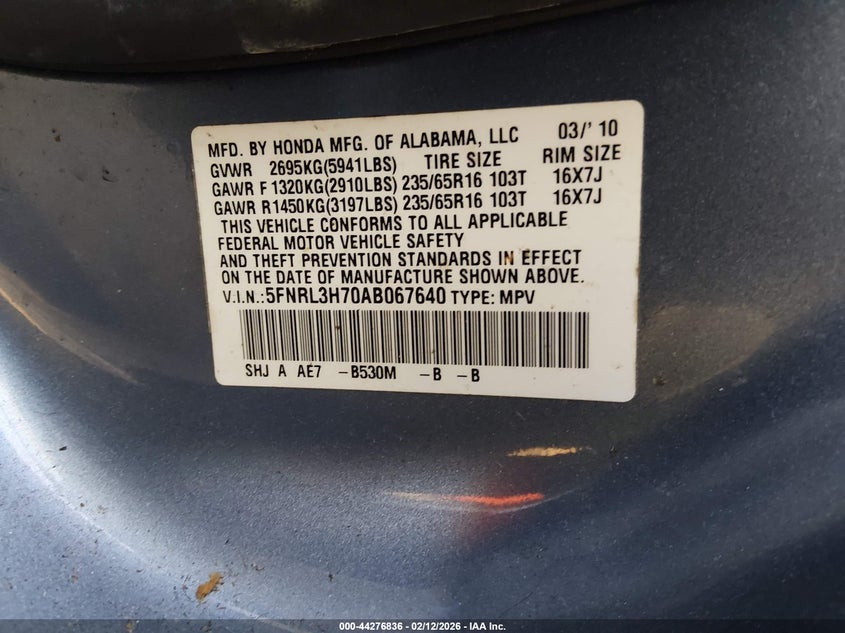 MFD. BY HONDA MFG. OF ALABAMA, LLC 03/' 10
GVWR 2695KG(5941LBS) TIRE SIZE RIM SIZE
GAWR F1320KG(2910LBS) 235/65R16 103T 16X7J
GAWR R1450KG(3197LBS) 235/65R16 103T 16X7J
THIS VEHICLE CONFORMS TO ALL APPLICABLE
FEDERAL MOTOR VEHICLE SAFETY
AND THEFT PREVENTION STANDARDS IN EFFECT
ON THE DATE OF MANUFACTURE SHOWN ABOVE.
V.I.N.:5FNRL3H70AB067640 TYPE: MPV
SHJ A AE7 -B530M -B -B
000-44276836 - 02/12/2026 - IAA Inc.